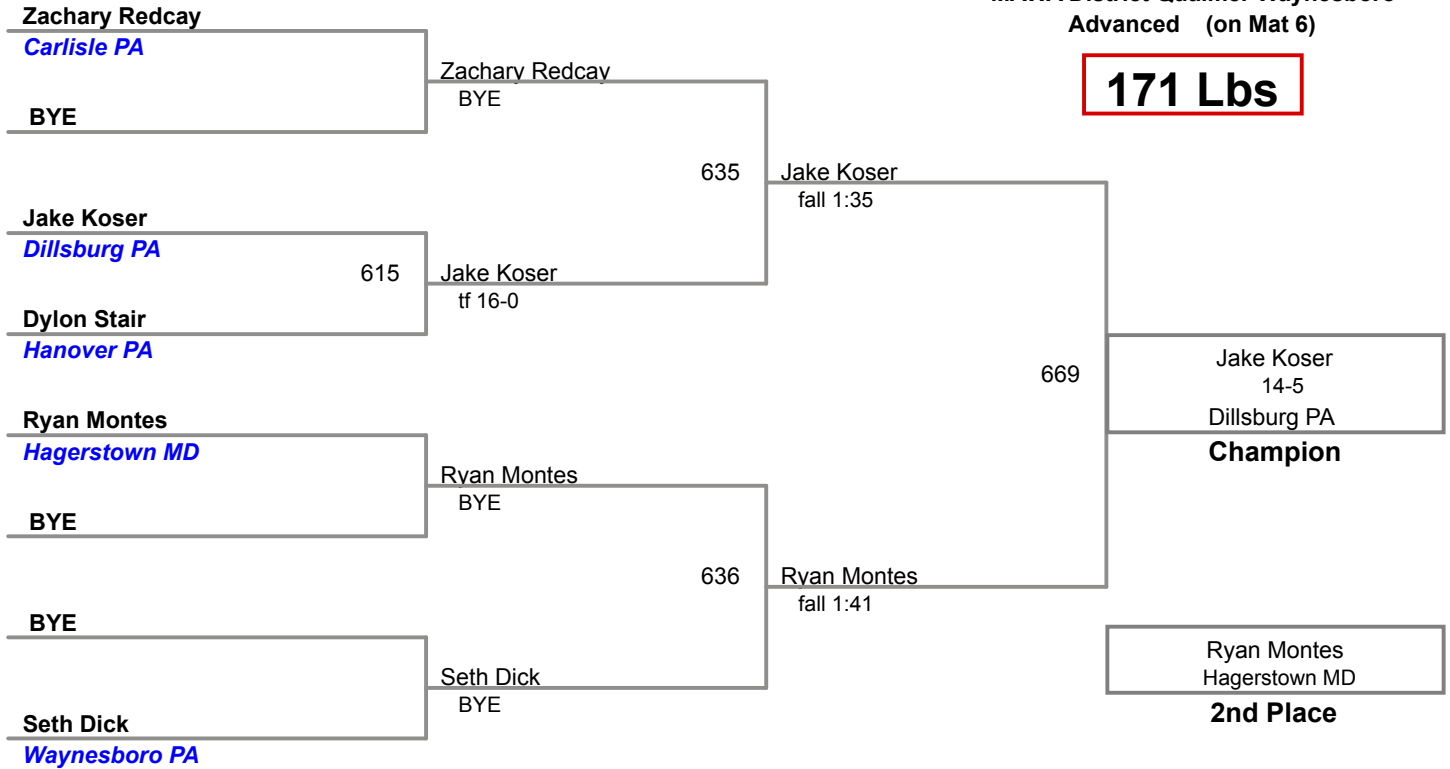 Advanced (on Mat 6)
171 Lbs
Zachary Redcay
Carlisle PA
BYE
Jake Koser
Dillsburg PA
615
Dylon Stair
Hanover PA
Ryan Montes
Hagerstown MD
BYE
BYE
Seth Dick
Waynesboro PA
Zachary Redcay
BYE
635
Jake Koser
tf 16-0
Ryan Montes
BYE
636
Seth Dick
BYE
Jake Koser
fall 1:35
669
Ryan Montes
fall 1:41
Jake Koser
14-5
Dillsburg PA
Champion
Ryan Montes
Hagerstown MD
2nd Place